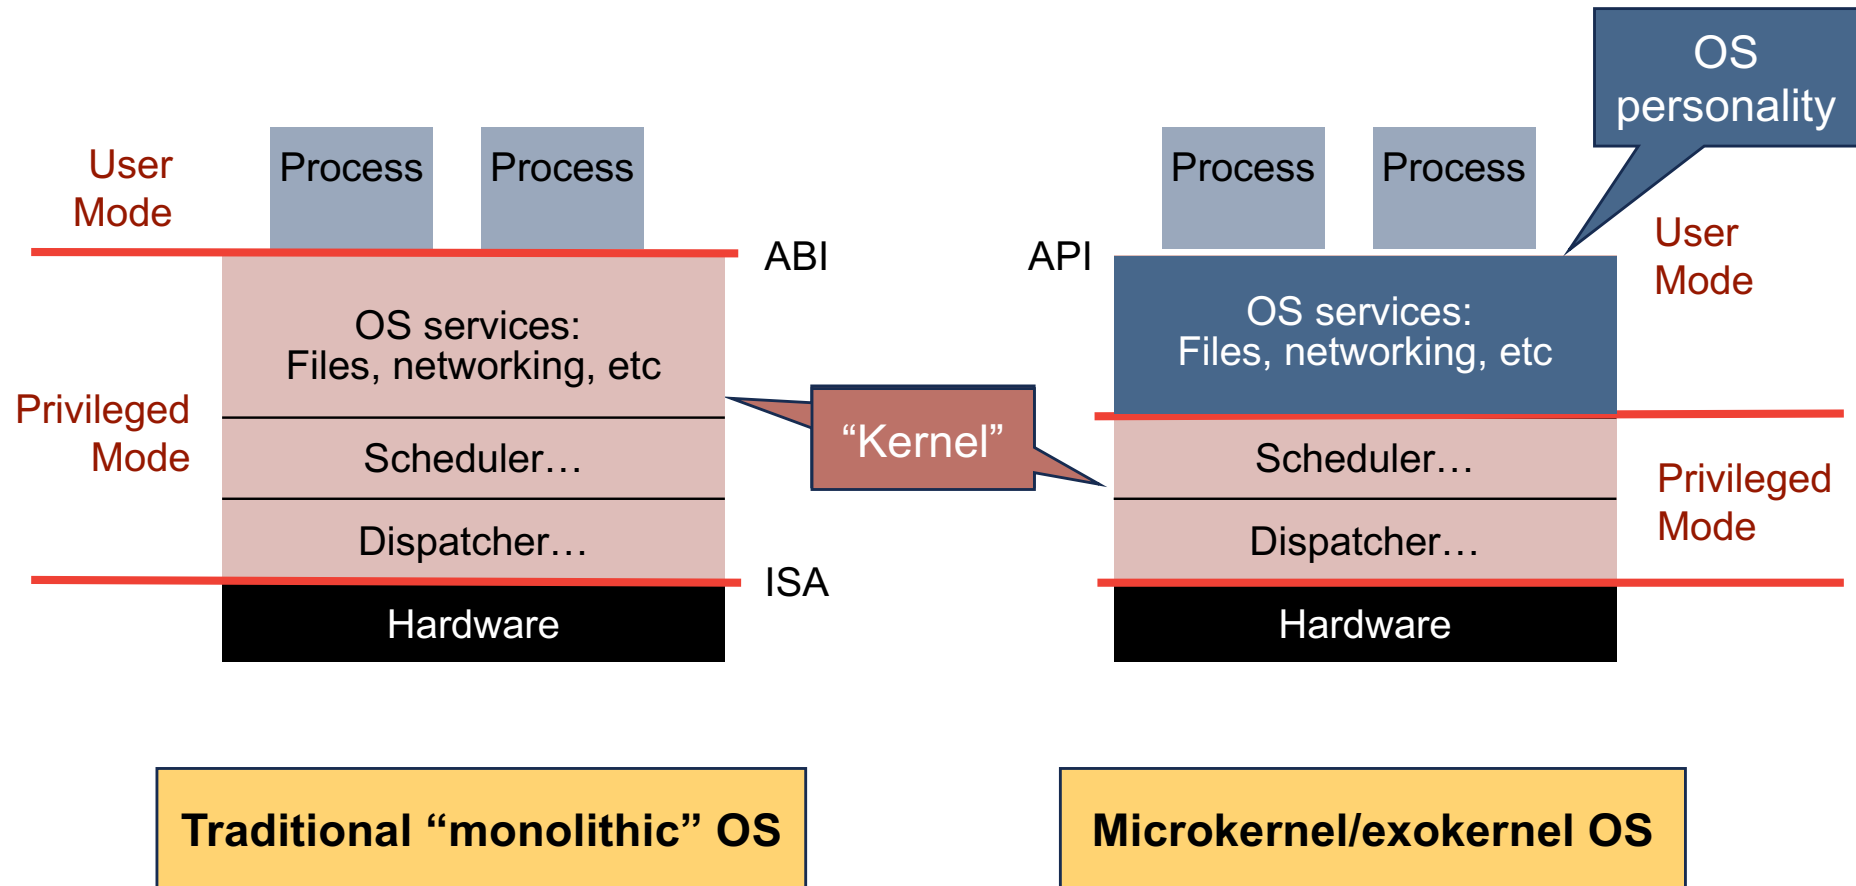 OS
personality
User
Mode
Process
Process
ABI
OS services:
Files, networking, etc
Privileged
Mode
Scheduler…
Dispatcher…
ISA
Hardware
“Kernel”
Process
Process
API
User
Mode
OS services:
Files, networking, etc
Scheduler…
Privileged
Mode
Dispatcher…
Hardware
Traditional “monolithic” OS
Microkernel/exokernel OS